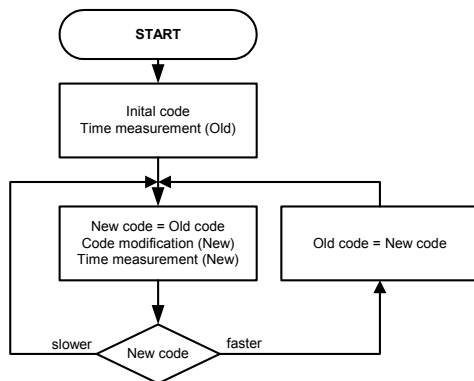 START
Inital code
Time measurement (Old)
New code = Old code
Code modification (New)
Time measurement (New)
Old code = New code
slower
New code
faster